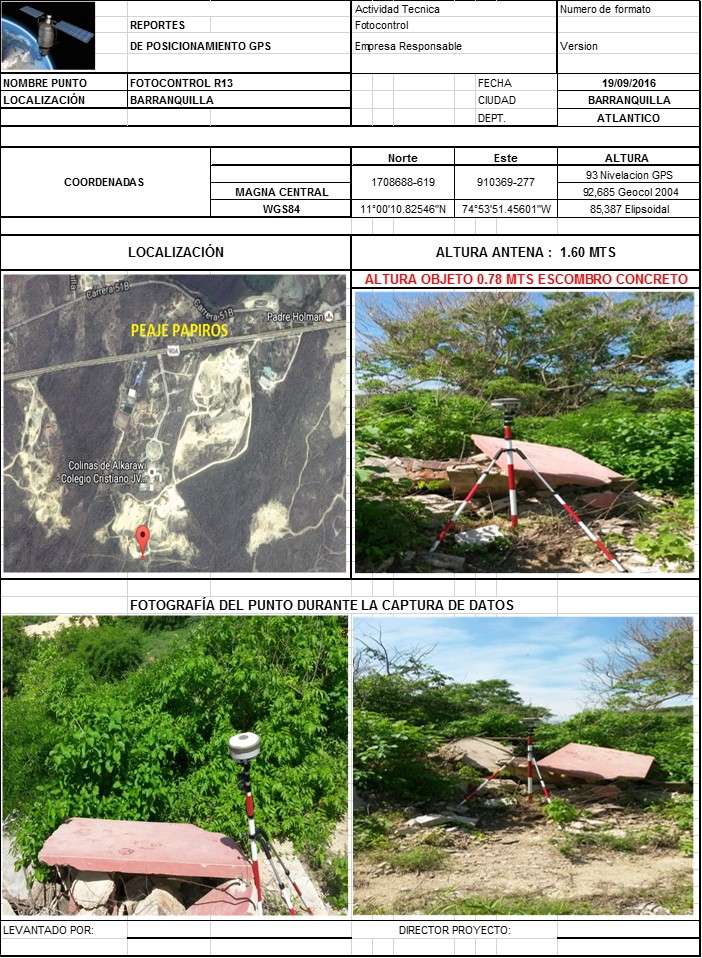 Actividad Tecnica
Numero de formato
REPORTES
Fotocontrol
DE POSICIONAMIENTO GPS
Empresa Responsable
Version
NOMBRE PUNTO
FOTOCONTROL R13
FECHA
19/09/2016
LOCALIZACIÓN
BARRANQUILLA
CIUDAD
BARRANQUILLA
DEPT.
ATLANTICO
COORDENADAS
Norte
Este
ALTURA
1708688-619
910369-277
93 Nivelacion GPS
MAGNA CENTRAL
92,685 Geocol 2004
WGS84
11°00'10.82546"N
74°53'51.45601"W
85,387 Elipsoidal
LOCALIZACIÓN
ALTURA ANTENA : 1.60 MTS
ALTURA OBJETO 0.78 MTS ESCOMBRO CONCRETO
Carrera 51B
Carrera 51B
Padre Holman
PEAJE PAPIROS
90A
Colinas de Alkarawi
- Colegio Cristiano JV...
FOTOGRAFÍA DEL PUNTO DURANTE LA CAPTURA DE DATOS
LEVANTADO POR:
DIRECTOR PROYECTO: